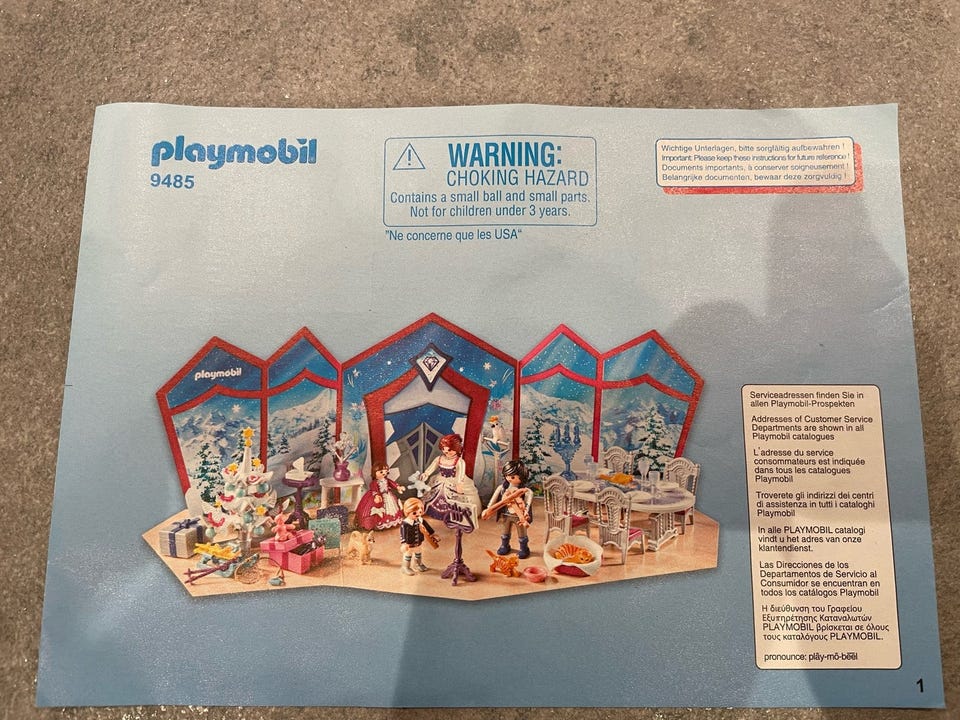 playmobil
9485
WARNING:
CHOKING HAZARD
Contains a small ball and small parts.
Not for children under 3 years.
"Ne concerne que les USA"
Wichtige Unterlagen, bitte sorgfältig aufbewahren !
Important: Please keep these instructions for future reference !
Documents importants, à conserver soigneusement !
Belangrijke documenten, bewaar deze zorgvuldig !
playmobil
Serviceadressen finden Sie in
allen Playmobil-Prospekten
Addresses of Customer Service
Departments are shown in all
Playmobil catalogues
L'adresse du service
consommateurs est indiquée
dans tous les catalogues
Playmobil
Troverete gli indirizzi dei centri
di assistenza in tutti i cataloghi
Playmobil
In alle PLAYMOBIL catalogi
vindt u het adres van onze
klantendienst.
Las Direcciones de los
Departamentos de Servicio al
Consumidor se encuentran en
todos los catálogos Playmobil
Η διεύθυνση του Γραφείου
Εξυπηρέτησης Καταναλωτών
PLAYMOBIL βρίσκεται σε όλους
τους καταλόγους PLAYMOBIL.
pronounce: plāy-mō-bēēl
1